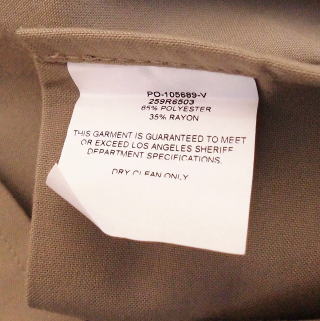 PO-105689-V
259R6503
65% POLYESTER
35% RAYON
THIS GARMENT IS GUARANTEED TO MEET
OR EXCEED LOS ANGELES SHERIFF
DEPARTMENT SPECIFICATIONS.
DRY CLEAN ONLY